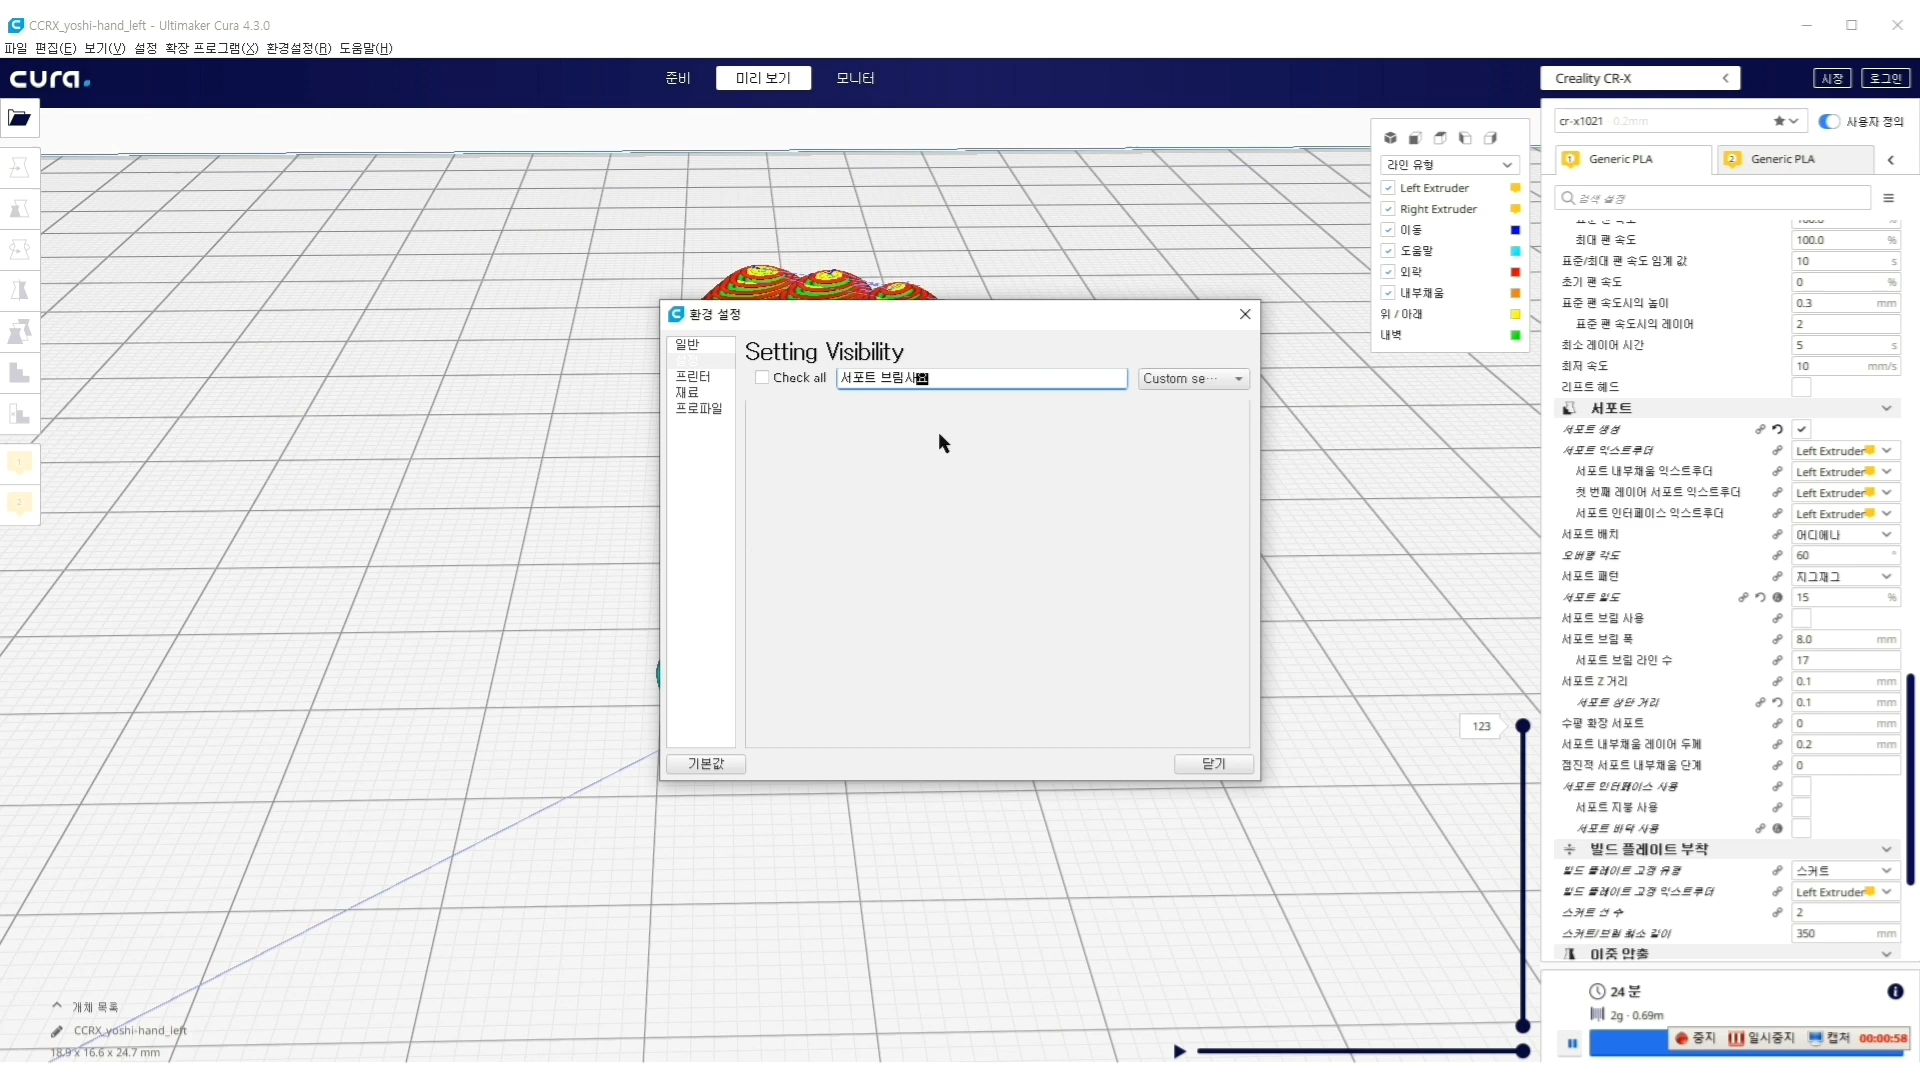 CCRX_yoshi-hand_left - Ultimaker Cura 4.3.0
파일 편집(E) 보기(V) 설정 확장 프로그램(X) 환경설정(R) 도움말(H)
cura.
준비 미리 보기 모니터
Creality CR-X
시장 로그인
cr-x1021 0.2mm
사용자 정의
1 Generic PLA
2 Generic PLA
검색 설정
라인 유형
Left Extruder
Right Extruder
이동
도움말
외곽
내부채움
위 / 아래
내벽
최대 팬 속도 100.0 %
표준/최대 팬 속도 임계 값 10 s
초기 팬 속도 0 %
표준 팬 속도시의 높이 0.3 mm
표준 팬 속도시의 레이어 2
최소 레이어 시간 5 s
최저 속도 10 mm/s
리프트 헤드
서포트
서포트 생성
서포트 익스트루더 Left Extruder
서포트 내부채움 익스트루더 Left Extruder
첫 번째 레이어 서포트 익스트루더 Left Extruder
서포트 인터페이스 익스트루더 Left Extruder
서포트 배치 어디에나
오버행 각도 60 °
서포트 패턴 지그재그
서포트 밀도 15 %
서포트 브림 사용
서포트 브림 폭 8.0 mm
서포트 브림 라인 수 17
서포트 Z 거리 0.1 mm
서포트 상단 거리 0.1 mm
수평 확장 서포트 0 mm
서포트 내부채움 레이어 두께 0.2 mm
점진적 서포트 내부채움 단계 0
서포트 인터페이스 사용
서포트 지붕 사용
서포트 바닥 사용
빌드 플레이트 부착
빌드 플레이트 고정 유형 스커트
빌드 플레이트 고정 익스트루더 Left Extruder
스커트 선 수 2
스커트/브림 최소 길이 350 mm
이중 압출
환경 설정
일반
프린터
재료
프로파일
Setting Visibility
Check all
서포트 브림사요
Custom se…
기본값
닫기
123
개체 목록
CCRX_yoshi-hand_left
18.9 x 16.6 x 24.7 mm
24 분
2g · 0.69m
중지 일시중지 캡처 00:00:58